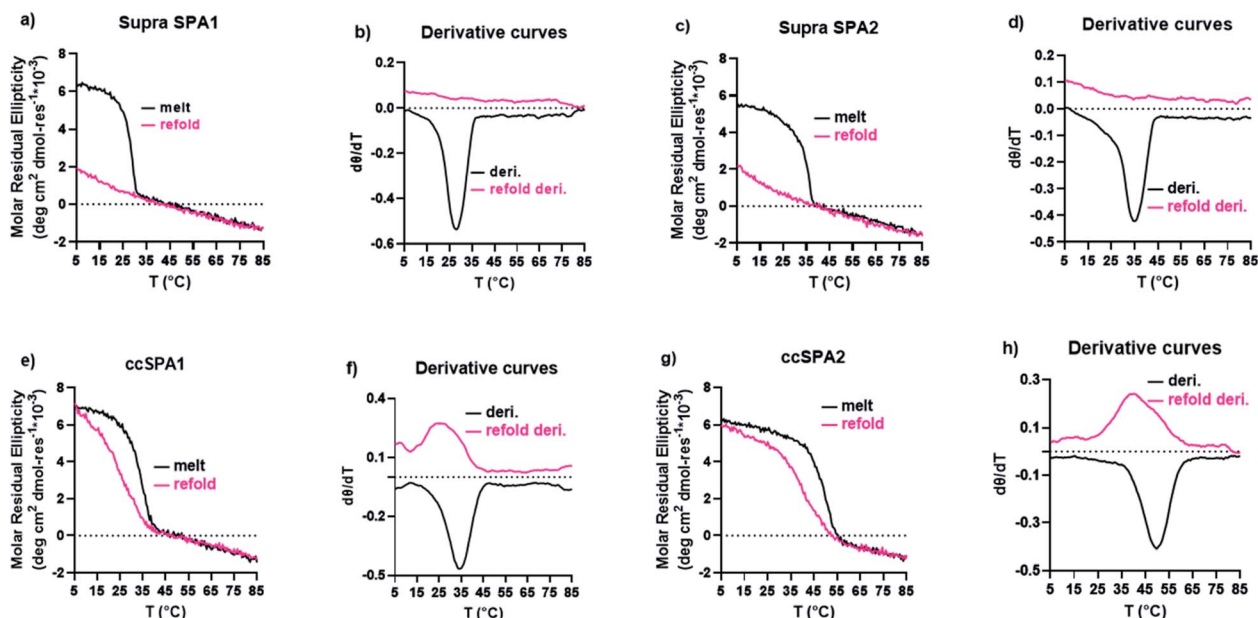 a)
Supra SPA1
Molar Residual Ellipticity
(deg cm² dmol-res⁻¹*10⁻³)
8
6
4
2
0
-2
melt
refold
5 15 25 35 45 55 65 75 85
T (°C)
b)
Derivative curves
dθ/dT
0.2
0.0
-0.2
-0.4
-0.6
deri.
refold deri.
5 15 25 35 45 55 65 75 85
T (°C)
c)
Supra SPA2
Molar Residual Ellipticity
(deg cm² dmol-res⁻¹*10⁻³)
8
6
4
2
0
-2
melt
refold
5 15 25 35 45 55 65 75 85
T (°C)
d)
Derivative curves
dθ/dT
0.2
0.1
0.0
-0.1
-0.2
-0.3
-0.4
-0.5
deri.
refold deri.
5 15 25 35 45 55 65 75 85
T (°C)
e)
ccSPA1
Molar Residual Ellipticity
(deg cm² dmol-res⁻¹*10⁻³)
8
6
4
2
0
-2
melt
refold
5 15 25 35 45 55 65 75 85
T (°C)
f)
Derivative curves
dθ/dT
0.4
0.1
-0.2
-0.5
deri.
refold deri.
5 15 25 35 45 55 65 75 85
T (°C)
g)
ccSPA2
Molar Residual Ellipticity
(deg cm² dmol-res⁻¹*10⁻³)
8
6
4
2
0
-2
melt
refold
5 15 25 35 45 55 65 75 85
T (°C)
h)
Derivative curves
dθ/dT
0.3
0.1
-0.1
-0.3
-0.5
deri.
refold deri.
5 15 25 35 45 55 65 75 85
T (°C)